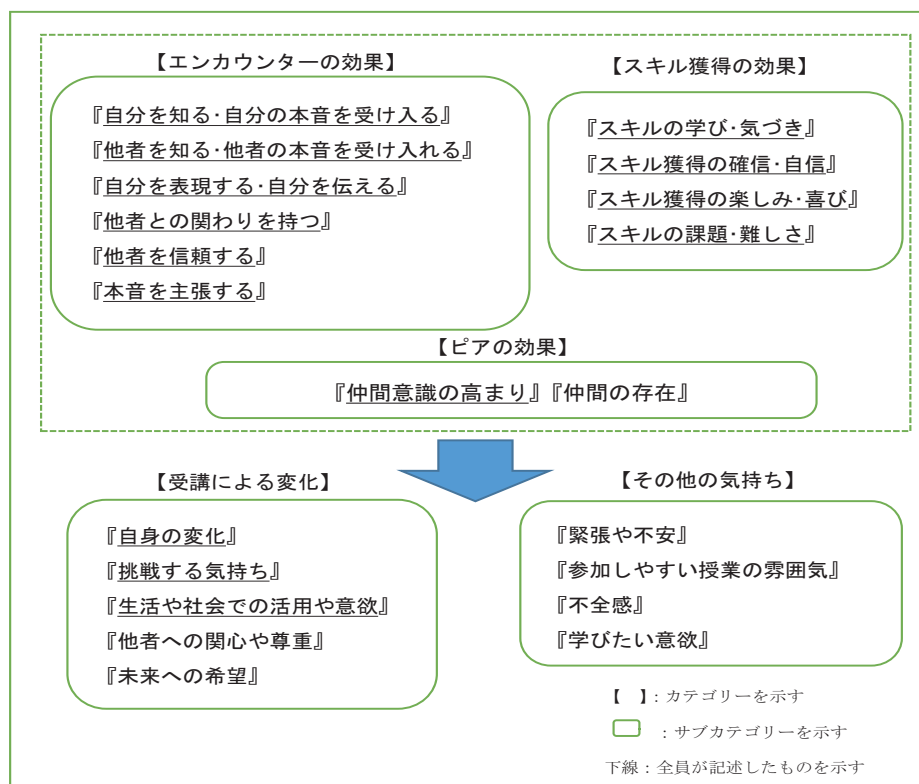 【エンカウンターの効果】
『自分を知る･自分の本音を受け入る』
『他者を知る･他者の本音を受け入れる』
『自分を表現する･自分を伝える』
『他者との関わりを持つ』
『他者を信頼する』
『本音を主張する』
【スキル獲得の効果】
『スキルの学び･気づき』
『スキル獲得の確信･自信』
『スキル獲得の楽しみ･喜び』
『スキルの課題･難しさ』
【ピアの効果】
『仲間意識の高まり』『仲間の存在』
【受講による変化】
『自身の変化』
『挑戦する気持ち』
『生活や社会での活用や意欲』
『他者への関心や尊重』
『未来への希望』
【その他の気持ち】
『緊張や不安』
『参加しやすい授業の雰囲気』
『不全感』
『学びたい意欲』
【　】：カテゴリーを示す
：サブカテゴリーを示す
下線：全員が記述したものを示す